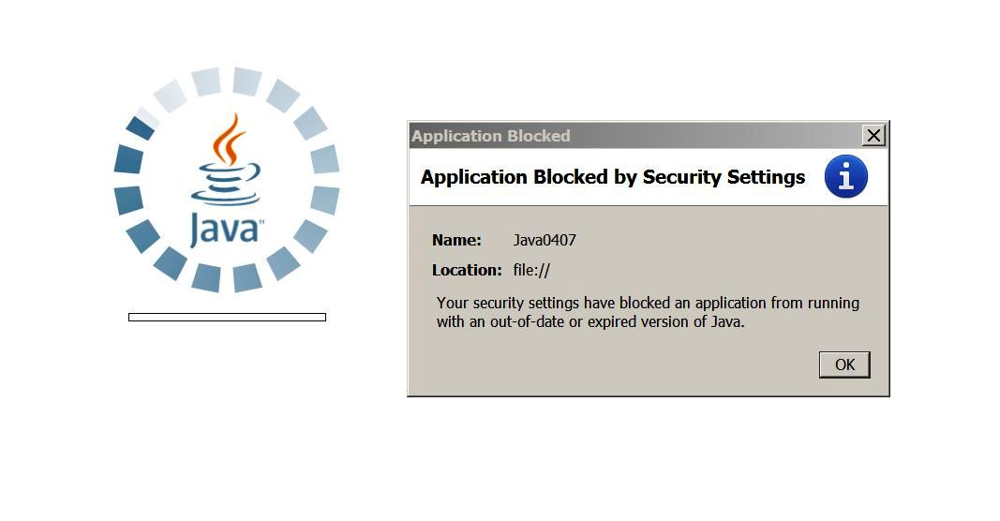 Java™
Application Blocked
Application Blocked by Security Settings
Name: Java0407
Location: file://
Your security settings have blocked an application from running
with an out-of-date or expired version of Java.
OK